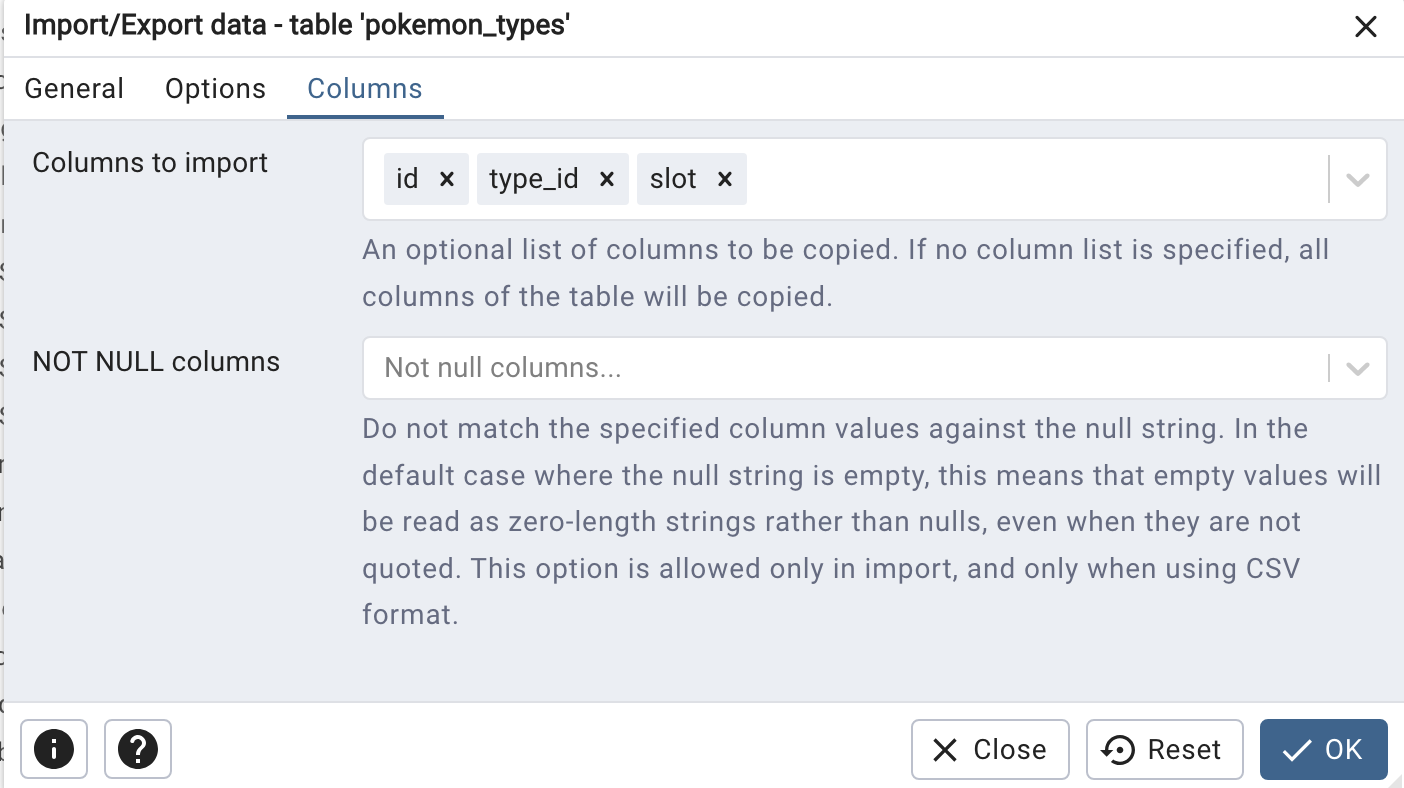 Import/Export data - table 'pokemon_types'
General Options Columns
Columns to import
id type_id slot
An optional list of columns to be copied. If no column list is specified, all
columns of the table will be copied.
NOT NULL columns
Not null columns...
Do not match the specified column values against the null string. In the
default case where the null string is empty, this means that empty values will
be read as zero-length strings rather than nulls, even when they are not
quoted. This option is allowed only in import, and only when using CSV
format.
Close Reset OK